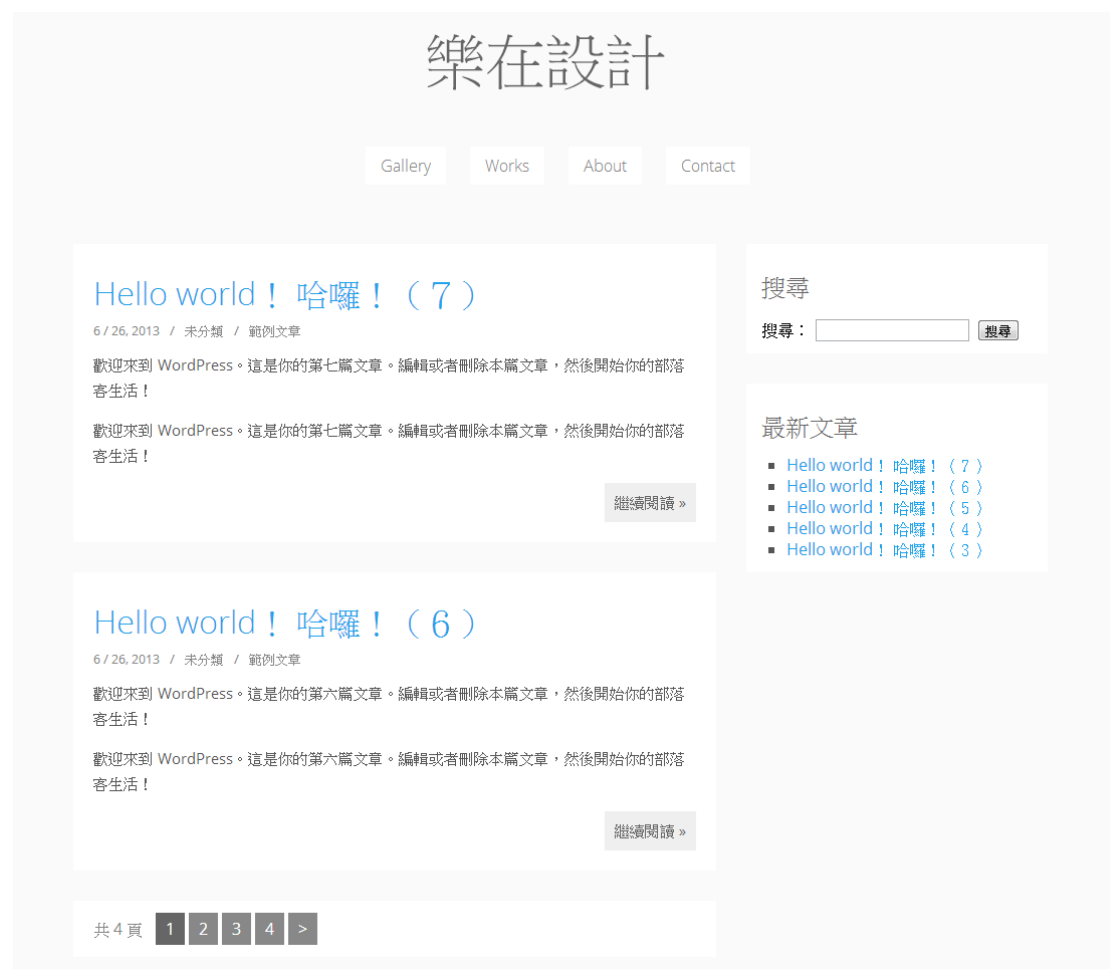 樂在設計
Gallery
Works
About
Contact
Hello world！ 哈囉！（７）
6 / 26, 2013 / 未分類 / 範例文章
歡迎來到 WordPress。這是你的第七篇文章。編輯或者刪除本篇文章，然後開始你的部落
客生活！
歡迎來到 WordPress。這是你的第七篇文章。編輯或者刪除本篇文章，然後開始你的部落
客生活！
繼續閱讀 »
Hello world！ 哈囉！（６）
6 / 26, 2013 / 未分類 / 範例文章
歡迎來到 WordPress。這是你的第六篇文章。編輯或者刪除本篇文章，然後開始你的部落
客生活！
歡迎來到 WordPress。這是你的第六篇文章。編輯或者刪除本篇文章，然後開始你的部落
客生活！
繼續閱讀 »
共 4 頁 1 2 3 4 >
搜尋
搜尋： 搜尋
最新文章
Hello world！ 哈囉！（７）
Hello world！ 哈囉！（６）
Hello world！ 哈囉！（５）
Hello world！ 哈囉！（４）
Hello world！ 哈囉！（３）